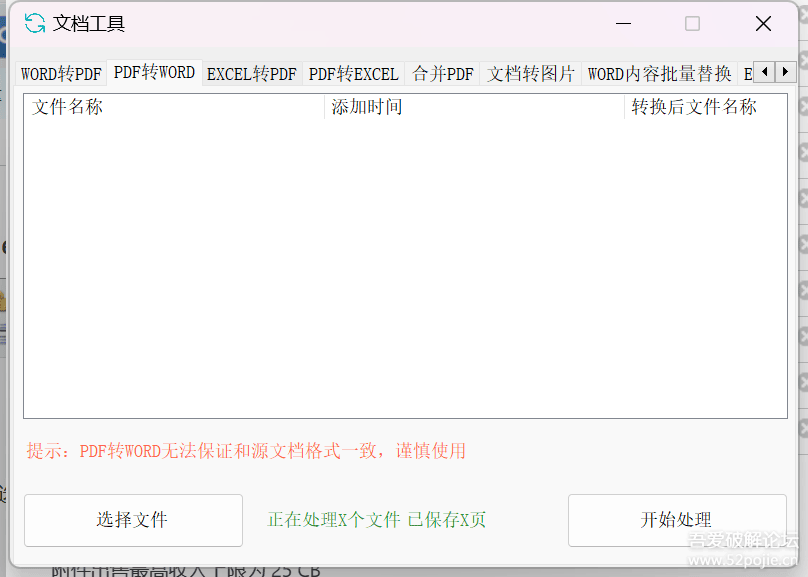 文档工具
WORD转PDF PDF转WORD EXCEL转PDF PDF转EXCEL 合并PDF 文档转图片 WORD内容批量替换 E
文件名称 添加时间 转换后文件名称
提示: PDF转WORD无法保证和源文档格式一致，谨慎使用
选择文件 正在处理X个文件 已保存X页 开始处理
吾爱破解论坛
www.52pojie.cn
附件出售最高收入上限为 25 CB